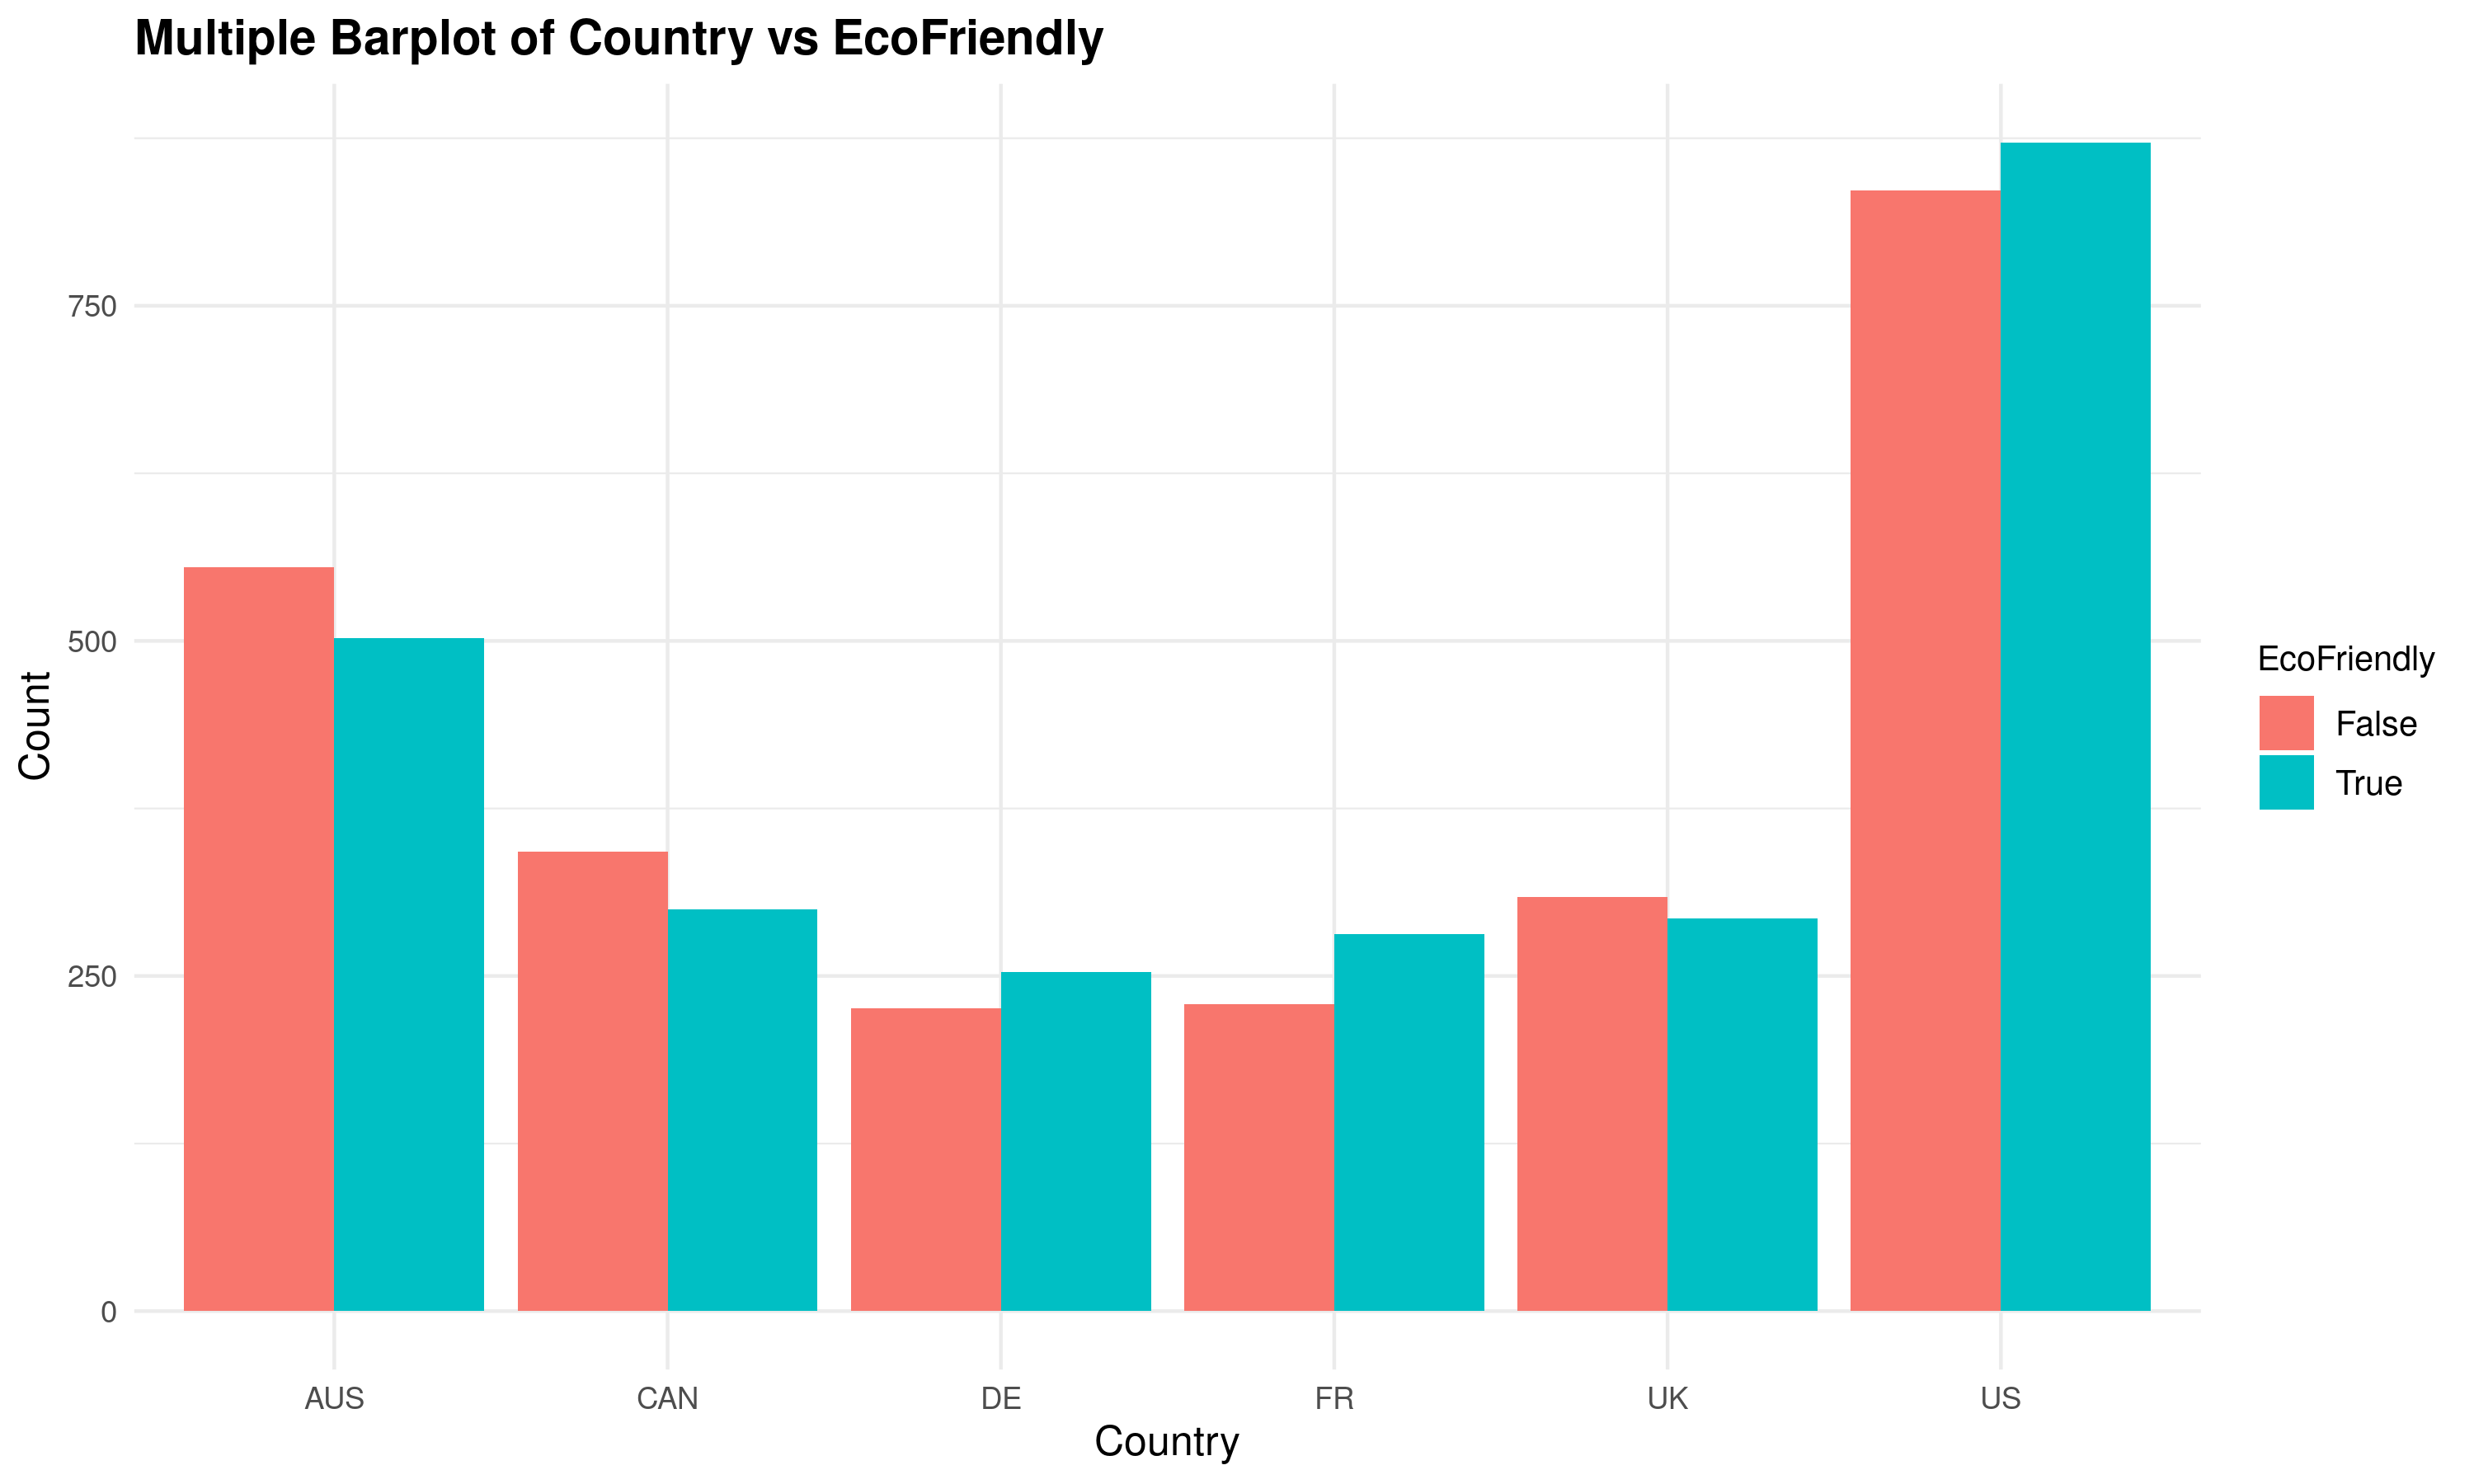 Multiple Barplot of Country vs EcoFriendly
Count
750
500
250
0
AUS CAN DE FR UK US
Country
EcoFriendly
False
True